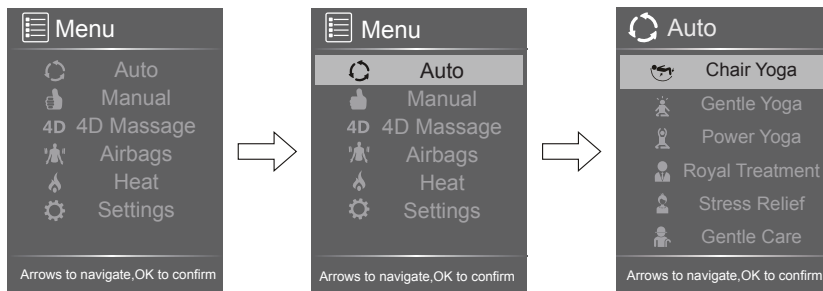 Menu
Auto
Manual
4D 4D Massage
Airbags
Heat
Settings
Arrows to navigate,OK to confirm
Menu
Auto
Manual
4D 4D Massage
Airbags
Heat
Settings
Arrows to navigate,OK to confirm
Auto
Chair Yoga
Gentle Yoga
Power Yoga
Royal Treatment
Stress Relief
Gentle Care
Arrows to navigate,OK to confirm